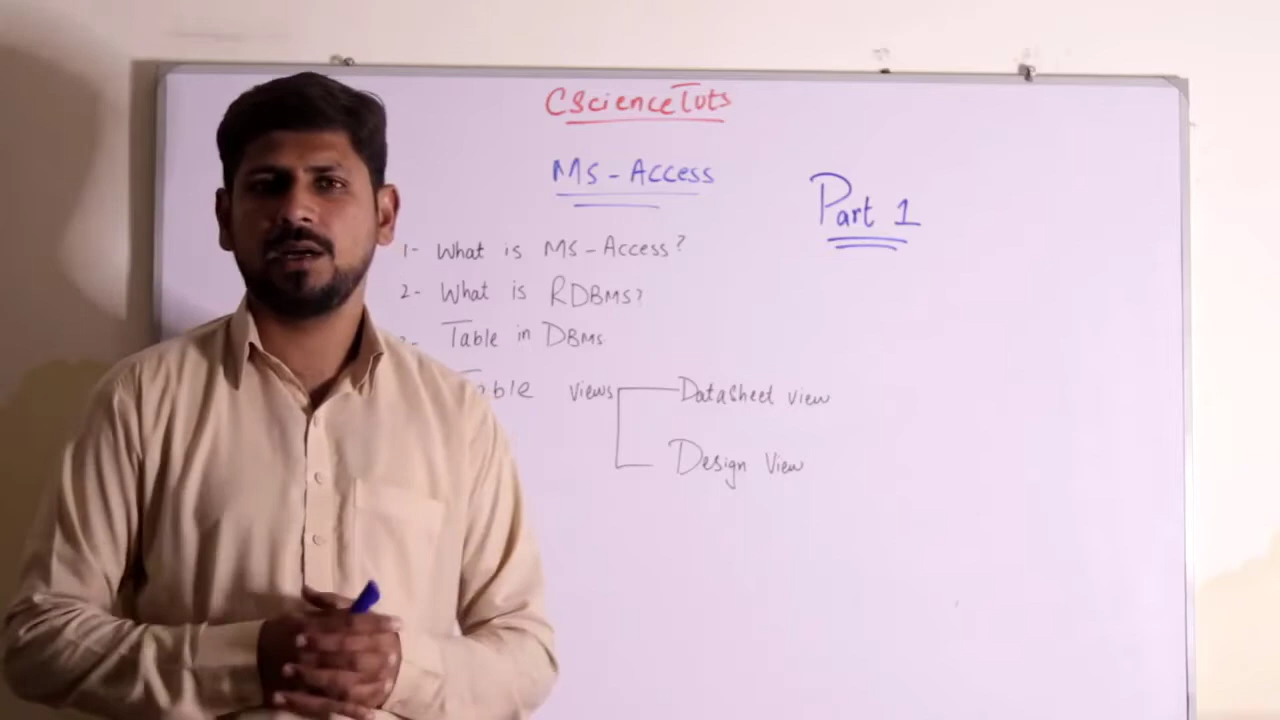 CScienceTuts
MS-Access
Part 1
1- What is MS-Access?
2- What is RDBMS?
Table in DBMS.
views
Datasheet view
Design View